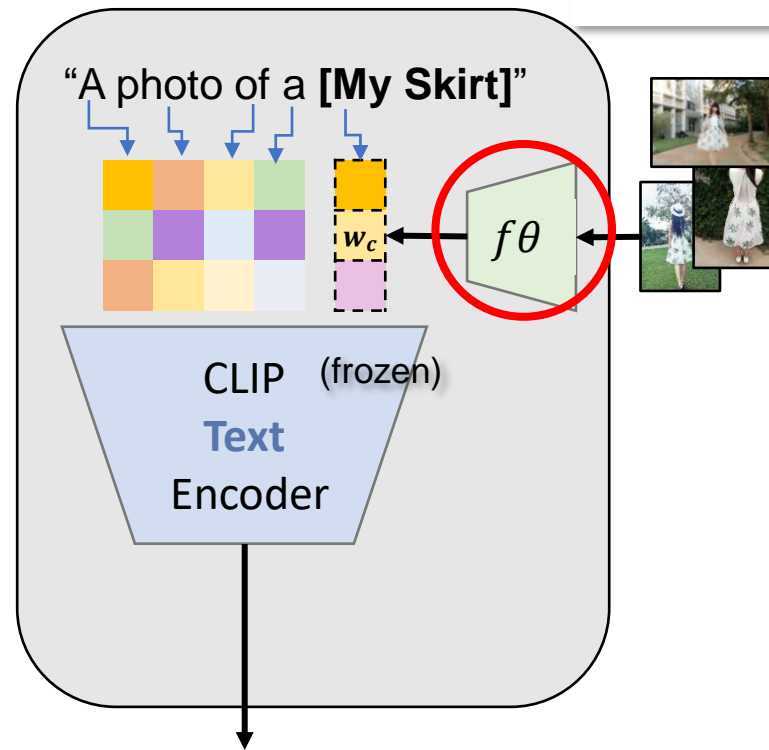 “A photo of a [My Skirt]”
w_c
fθ
CLIP (frozen)
Text
Encoder